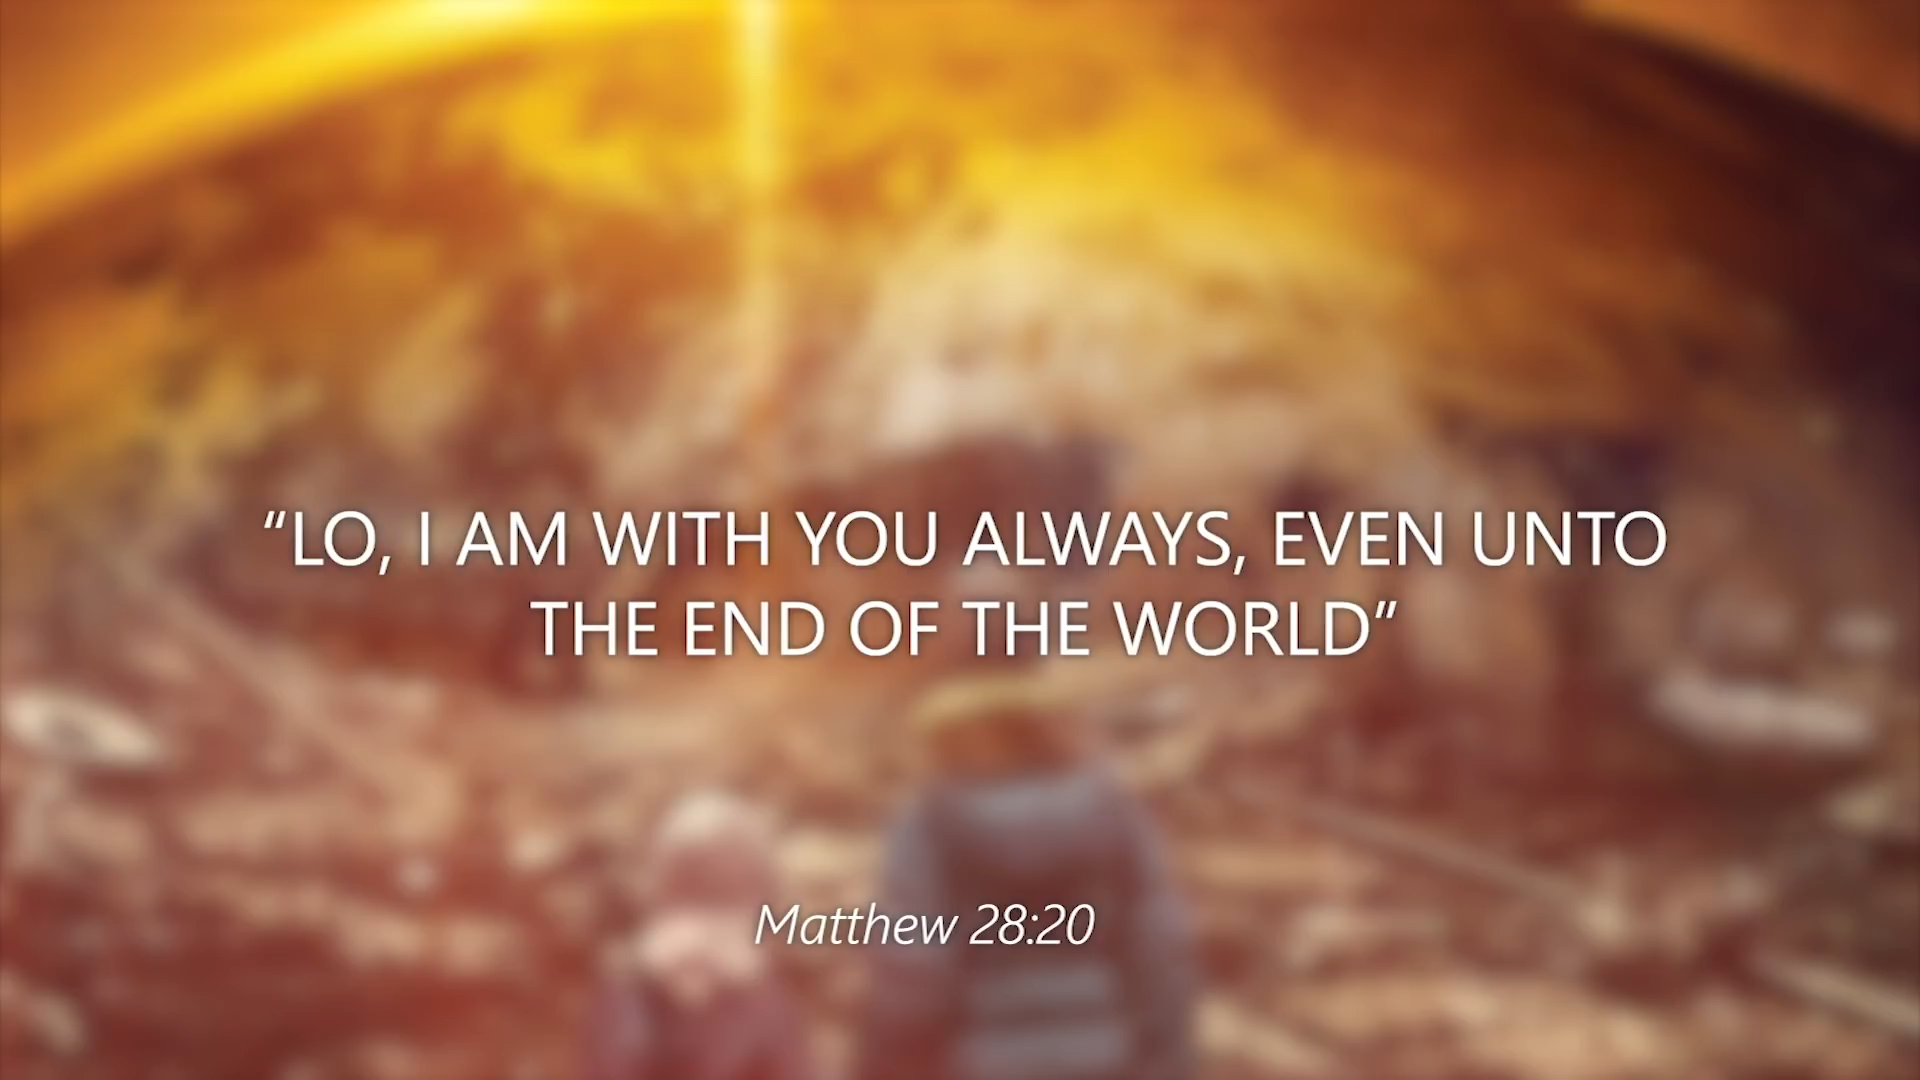 “LO, I AM WITH YOU ALWAYS, EVEN UNTO
THE END OF THE WORLD”
Matthew 28:20